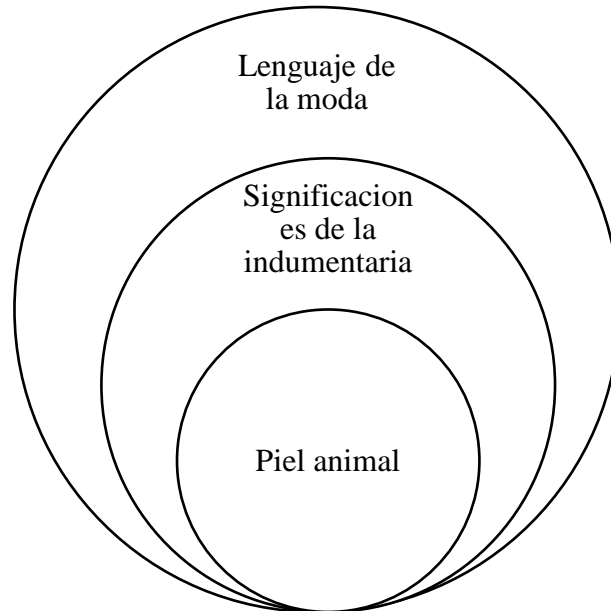 Lenguaje de
la moda
Significacion
es de la
indumentaria
Piel animal